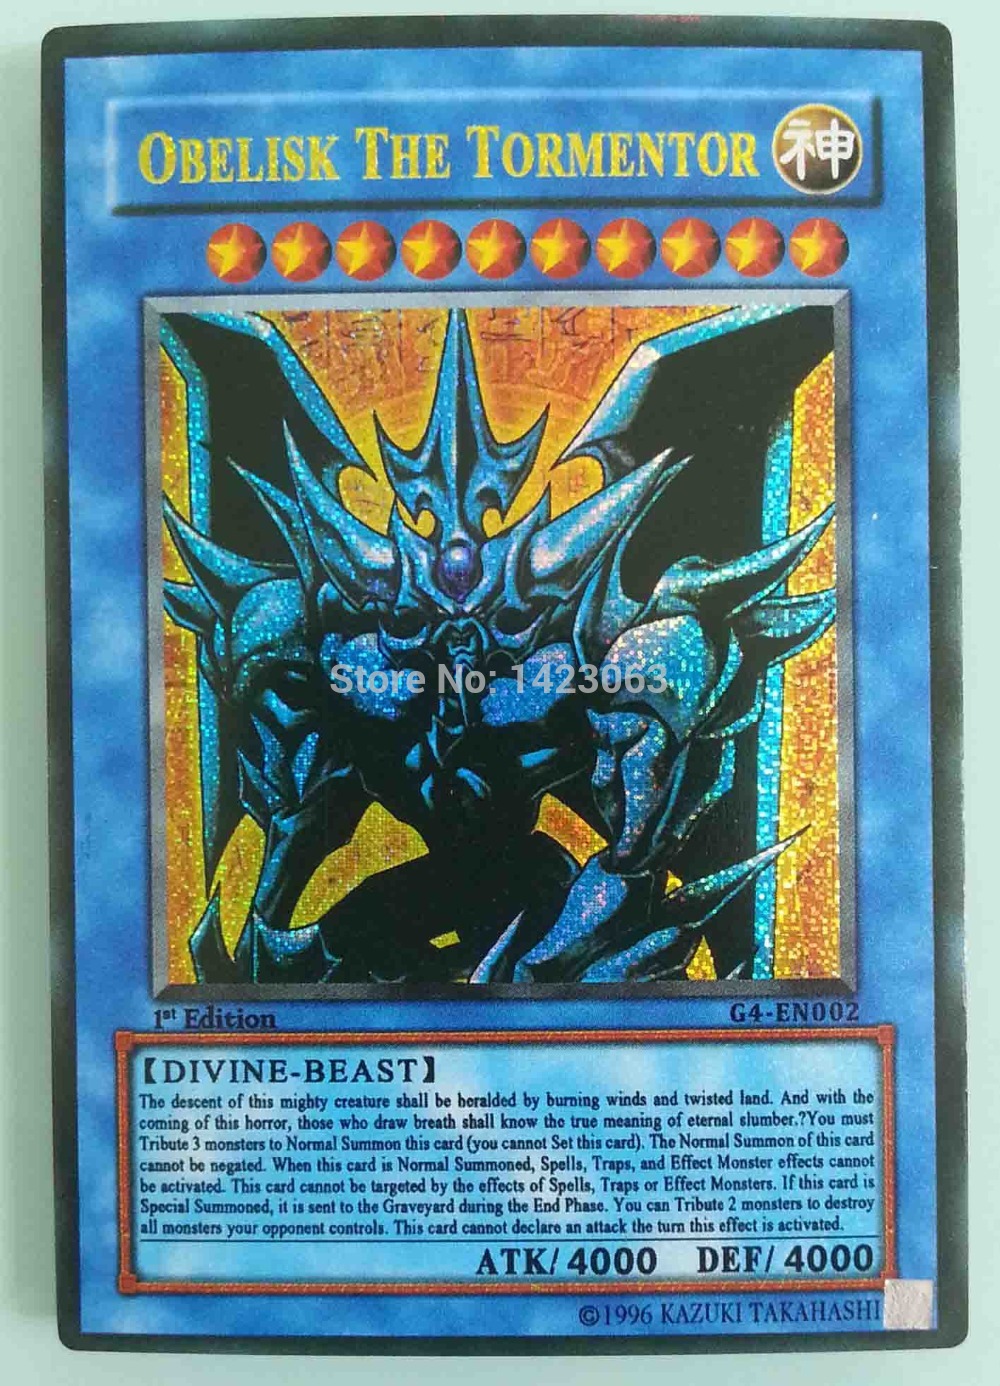 OBELISK THE TORMENTOR 神
Store No: 1423063
1st Edition G4-EN002
【DIVINE-BEAST】
The descent of this mighty creature shall be heralded by burning winds and twisted land. And with the
coming of this horror, those who draw breath shall know the true meaning of eternal slumber.?You must
Tribute 3 monsters to Normal Summon this card (you cannot Set this card). The Normal Summon of this card
cannot be negated. When this card is Normal Summoned, Spells, Traps, and Effect Monster effects cannot
be activated. This card cannot be targeted by the effects of Spells, Traps or Effect Monsters. If this card is
Special Summoned, it is sent to the Graveyard during the End Phase. You can Tribute 2 monsters to destroy
all monsters your opponent controls. This card cannot declare an attack the turn this effect is activated.
ATK/ 4000 DEF/ 4000
©1996 KAZUKI TAKAHASHI